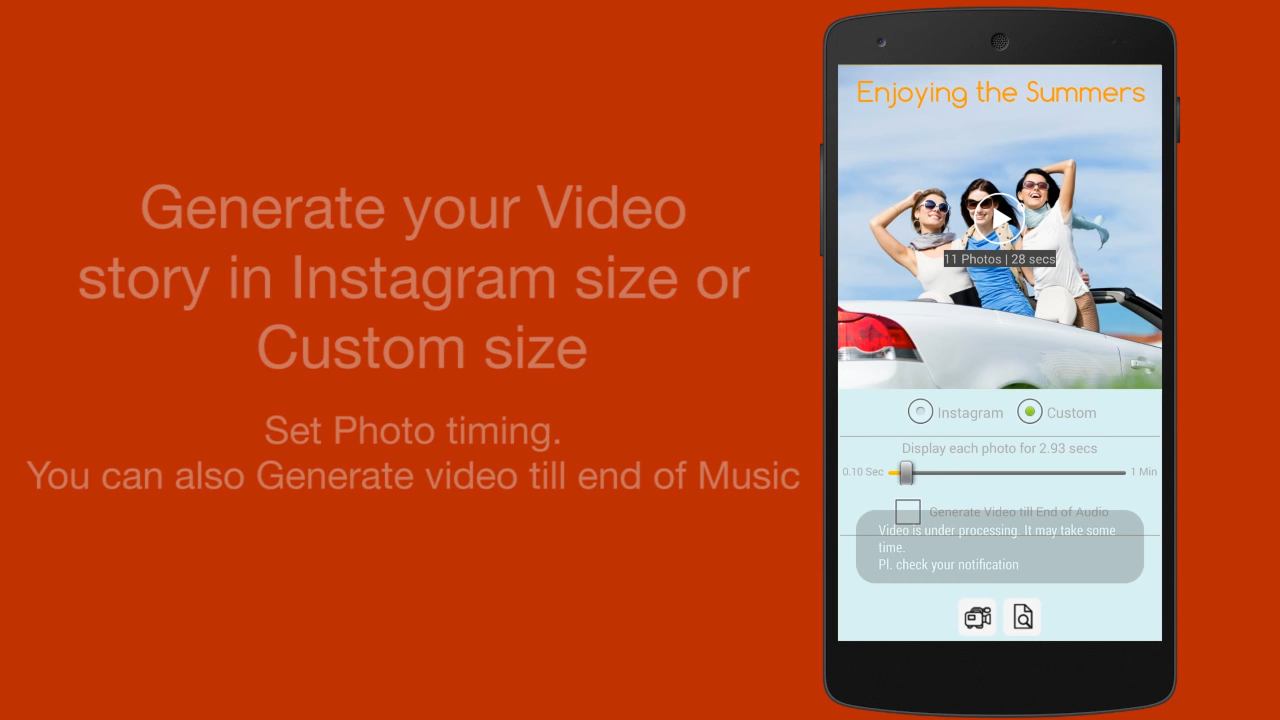 Generate your Video
story in Instagram size or
Custom size
Set Photo timing.
You can also Generate video till end of Music
Enjoying the Summers
11 Photos | 28 secs
Instagram
Custom
Display each photo for 2.93 secs
0.10 Sec
1 Min
Generate Video till End of Audio
Video is under processing. It may take some
time.
Pl. check your notification